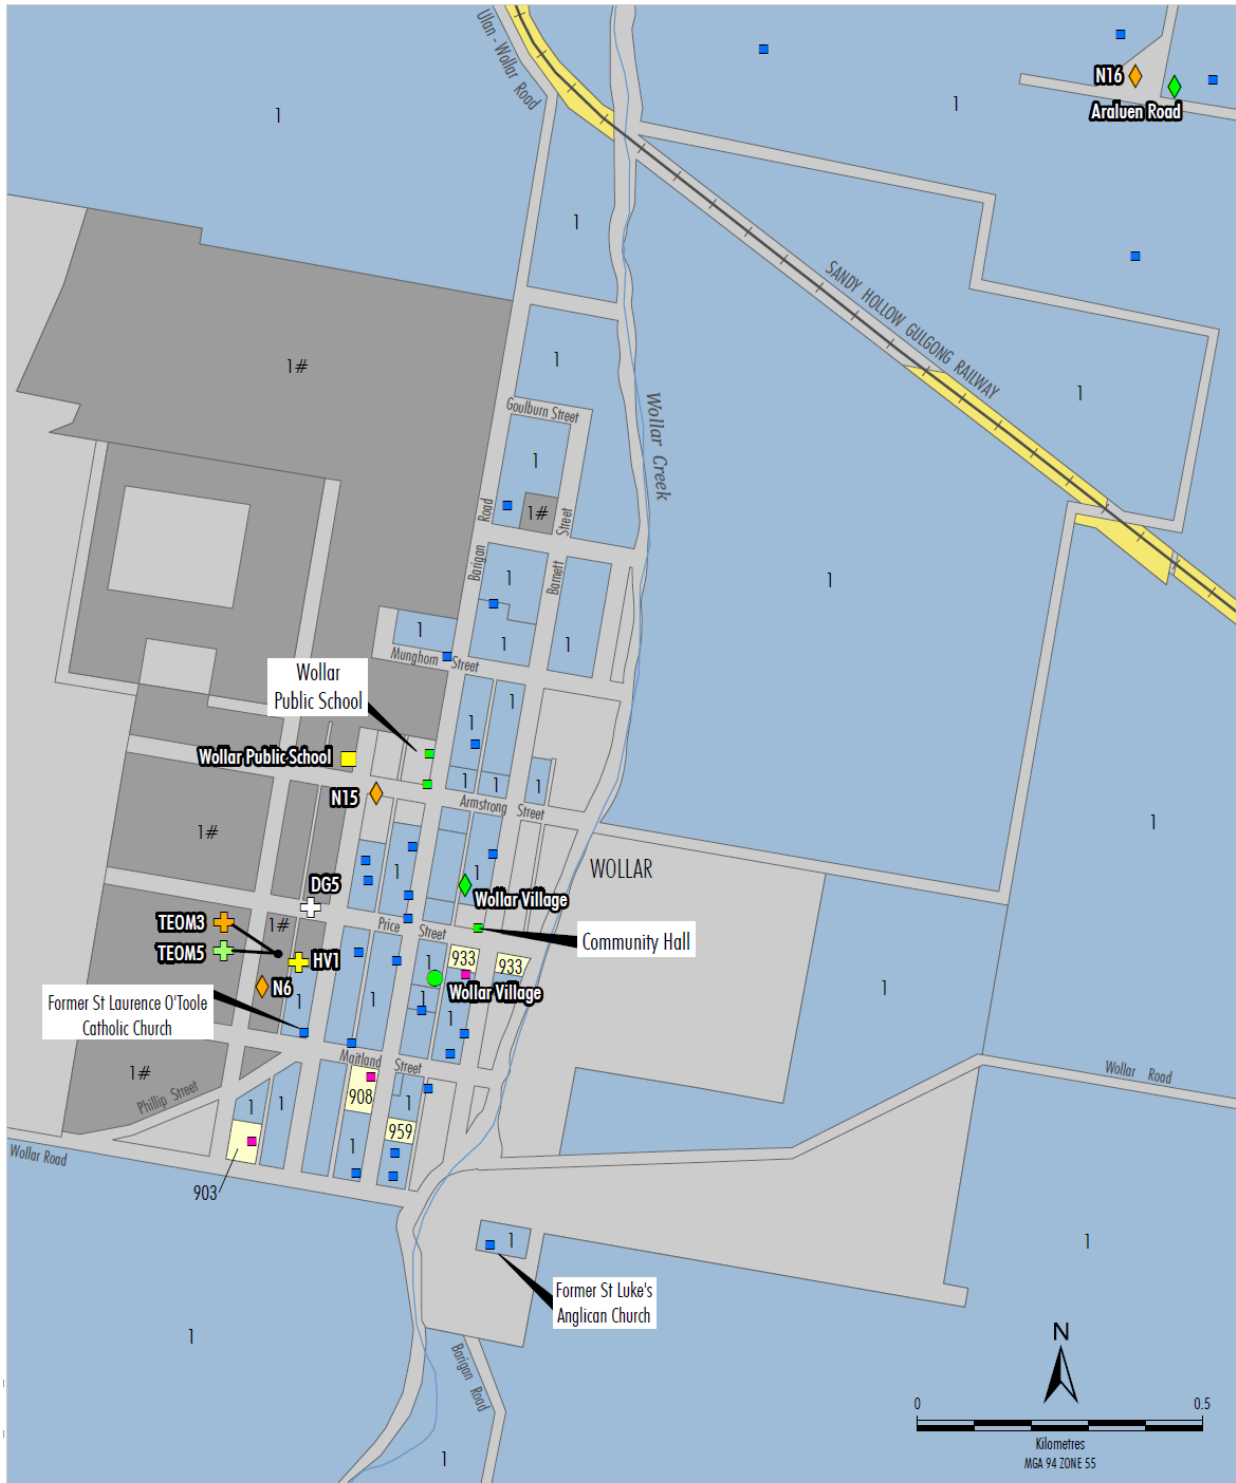 Ulan - Wollar Road
N16
1
1
Araluen Road
1
SANDY HOLLOW GULGONG RAILWAY
1
1#
1
Goulburn Street
Wollar Creek
1
1
1#
Barigan Road
Barnett Street
1
1
1
1
1
Munghorn Street
Wollar
Public School
1
1
Wollar Public School
1
1
1
N15
Armstrong Street
1
1#
1
1
WOLLAR
DG5
Wollar Village
TEOM3
1#
Price Street
Community Hall
TEOM5
HV1
1
933
933
N6
Wollar Village
1
1
1
1
1
Former St Laurence O'Toole
Catholic Church
Maitland Street
1#
Phillip Street
908
Wollar Road
1
1
1
959
Wollar Road
1
903
1
1
Former St Luke's
Anglican Church
1
Barigan Road
1
N
0
0.5
Kilometres
MGA 94 ZONE 55